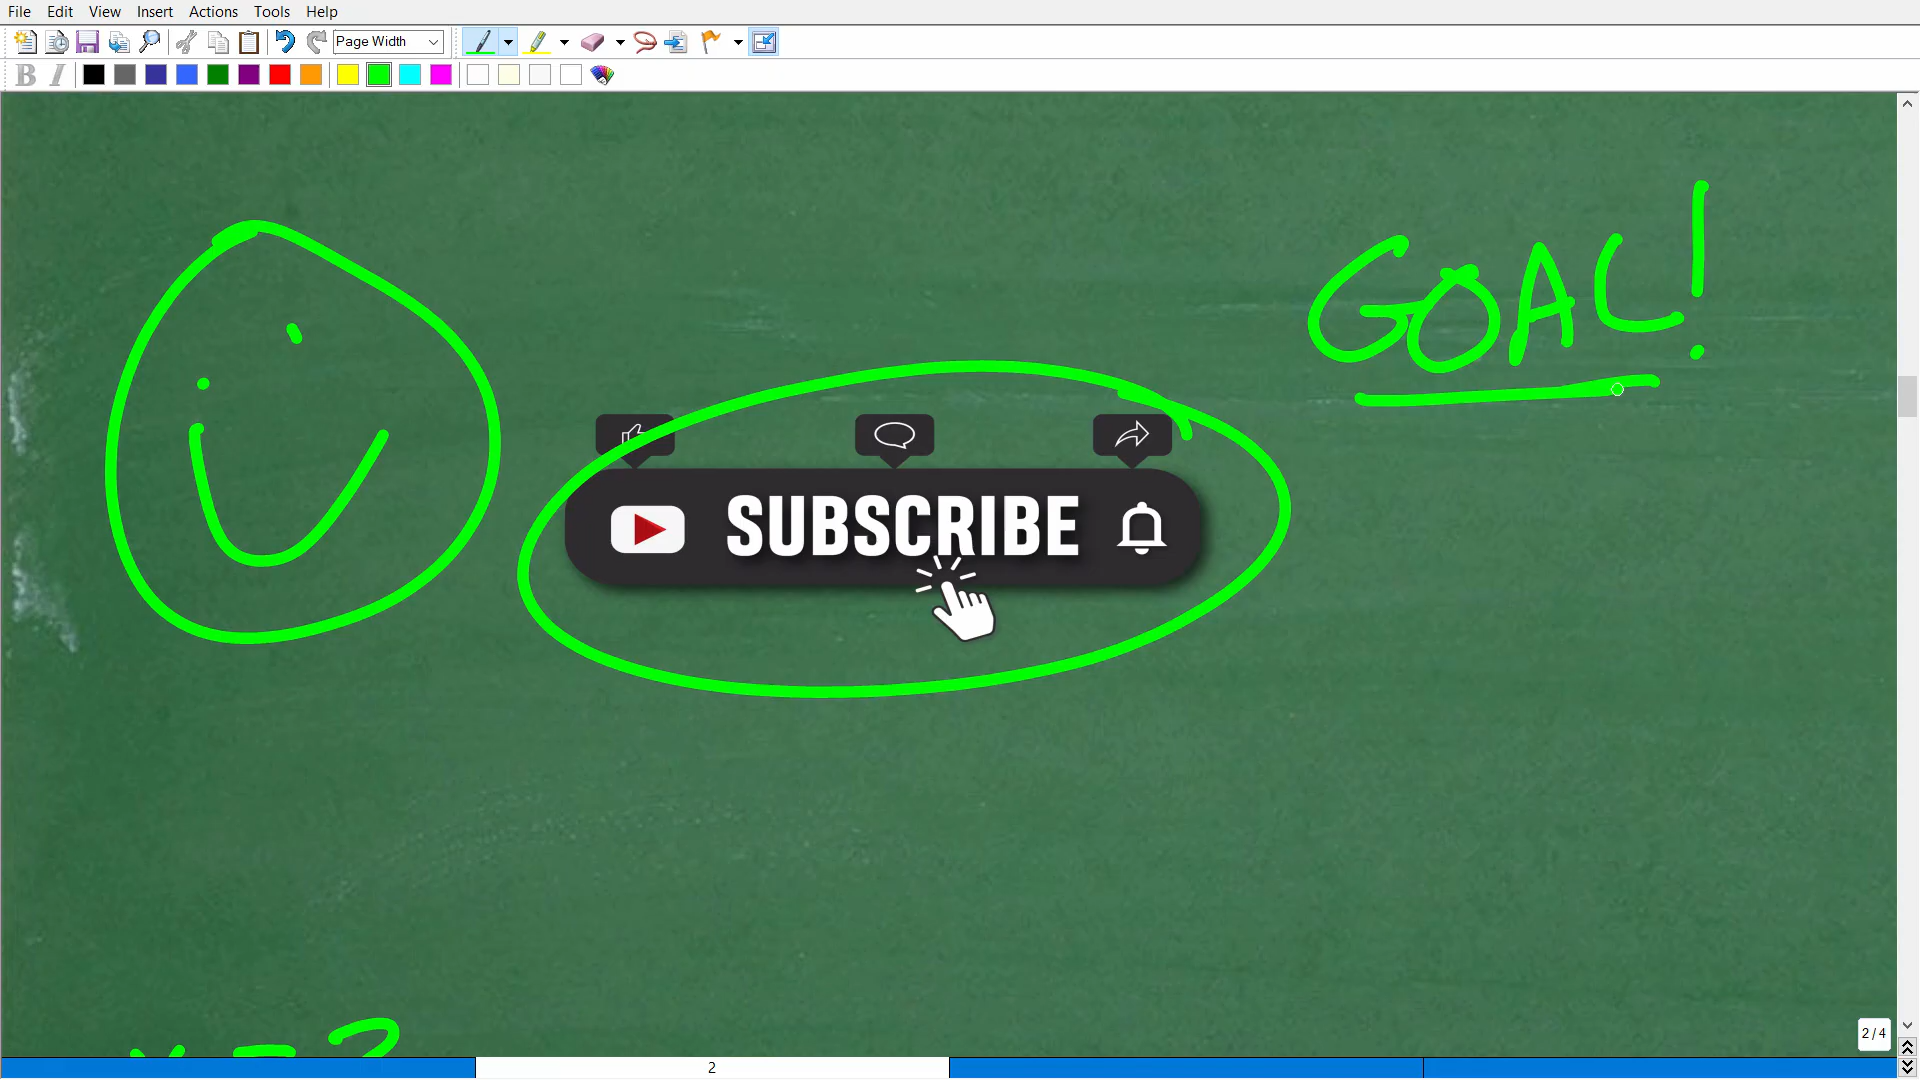 File Edit View Insert Actions Tools Help
Page Width
B I
GOAL!
SUBSCRIBE
2 / 4
2